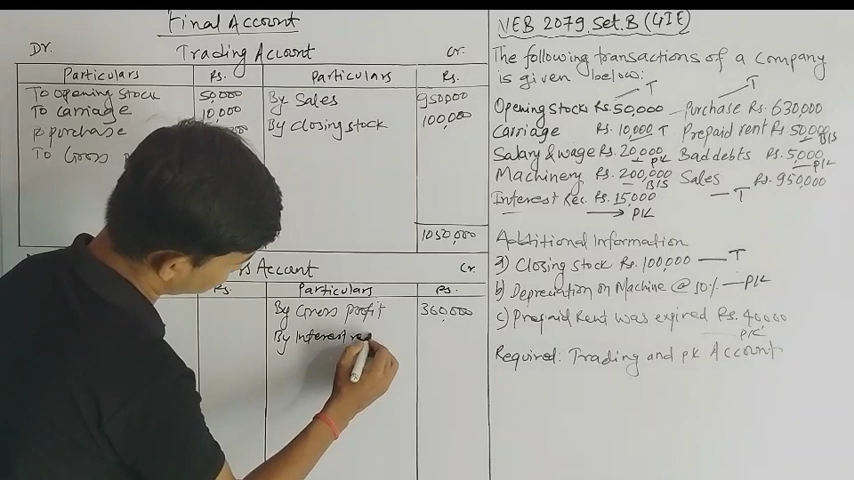 Final Account
Dr. Trading Account Cr.
Particulars Rs. Particulars Rs.
To opening stock 50,000 By Sales 950,000
To carriage 10,000 By Closing stock 100,000
To purchase
To Gross
1050,000
Account Cr.
Rs. Particulars Rs.
By Gross profit 360,000
By Interest re
NEB 2079 Set.B (GIE)
The following transactions of a company
is given below:
T T
Opening stock Rs. 50,000 Purchase Rs. 630,000
Carriage Rs. 10,000 T Prepaid rent Rs. 50,000 B/S
Salary & wage Rs. 20,000 P/L Bad debts Rs. 5,000 P/L
Machinery Rs. 200,000 B/S Sales Rs. 950,000
Interest Rec. Rs. 15,000 P/L T
Additional Information
a) Closing stock Rs. 100,000 — T
b) Depreciation on Machine @ 10% — P/L
c) Prepaid Rent was expired Rs. 40000
P/L
Required: Trading and P/L Account